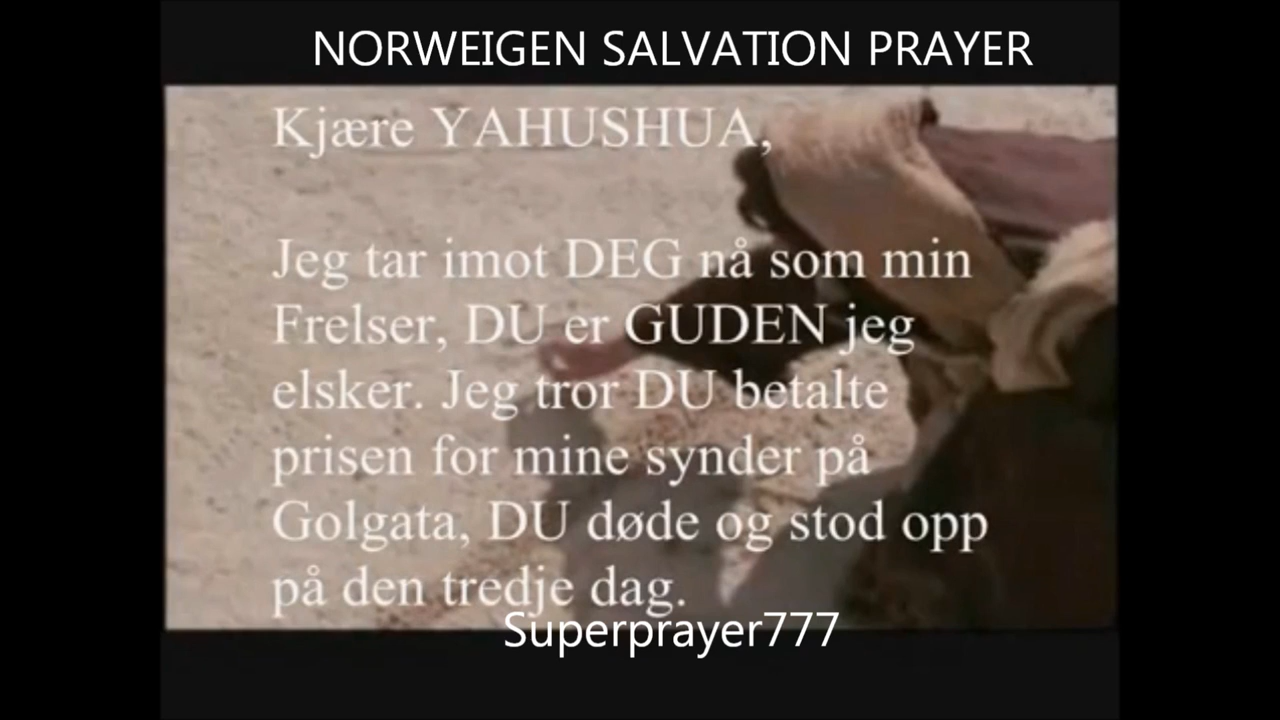 NORWEIGEN SALVATION PRAYER
Kjære YAHUSHUA,
Jeg tar imot DEG nå som min
Frelser, DU er GUDEN jeg
elsker. Jeg tror DU betalte
prisen for mine synder på
Golgata, DU døde og stod opp
på den tredje dag.
Superprayer777